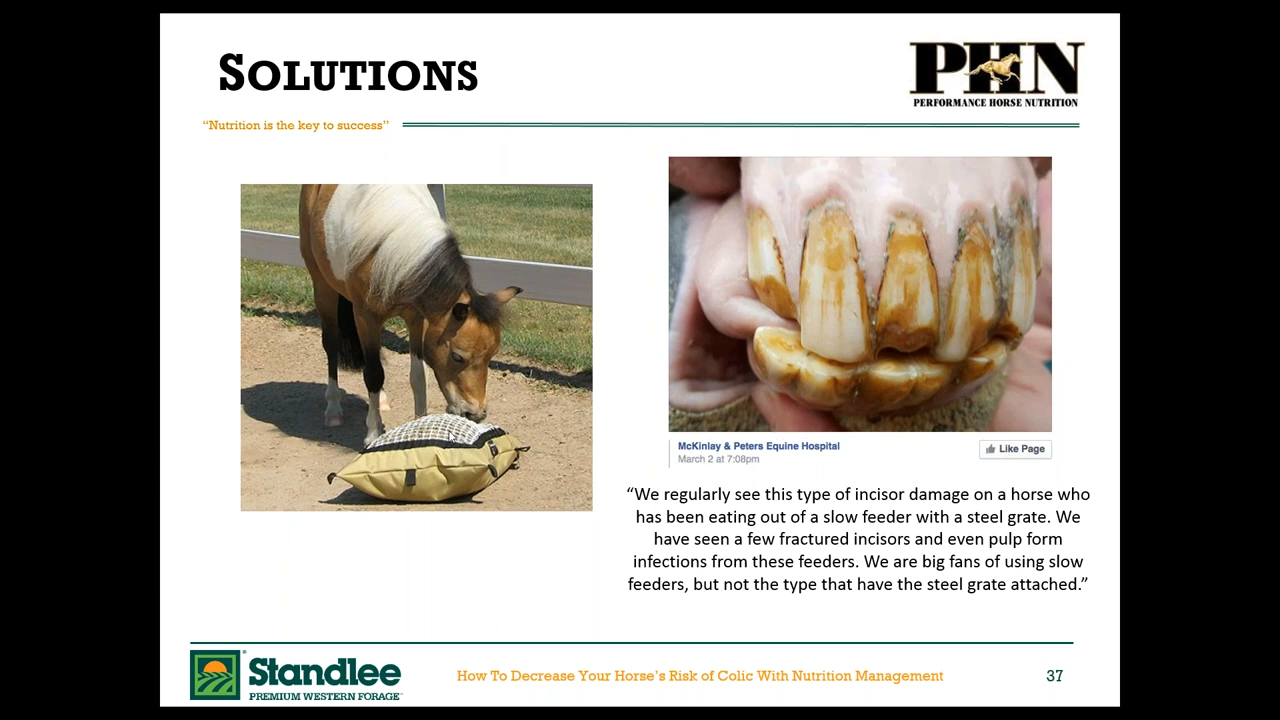 SOLUTIONS
PHN
PERFORMANCE HORSE NUTRITION
“Nutrition is the key to success”
McKinlay & Peters Equine Hospital
March 2 at 7:08pm
Like Page
“We regularly see this type of incisor damage on a horse who
has been eating out of a slow feeder with a steel grate. We
have seen a few fractured incisors and even pulp form
infections from these feeders. We are big fans of using slow
feeders, but not the type that have the steel grate attached.”
Standlee®
PREMIUM WESTERN FORAGE™
How To Decrease Your Horse’s Risk of Colic With Nutrition Management
37